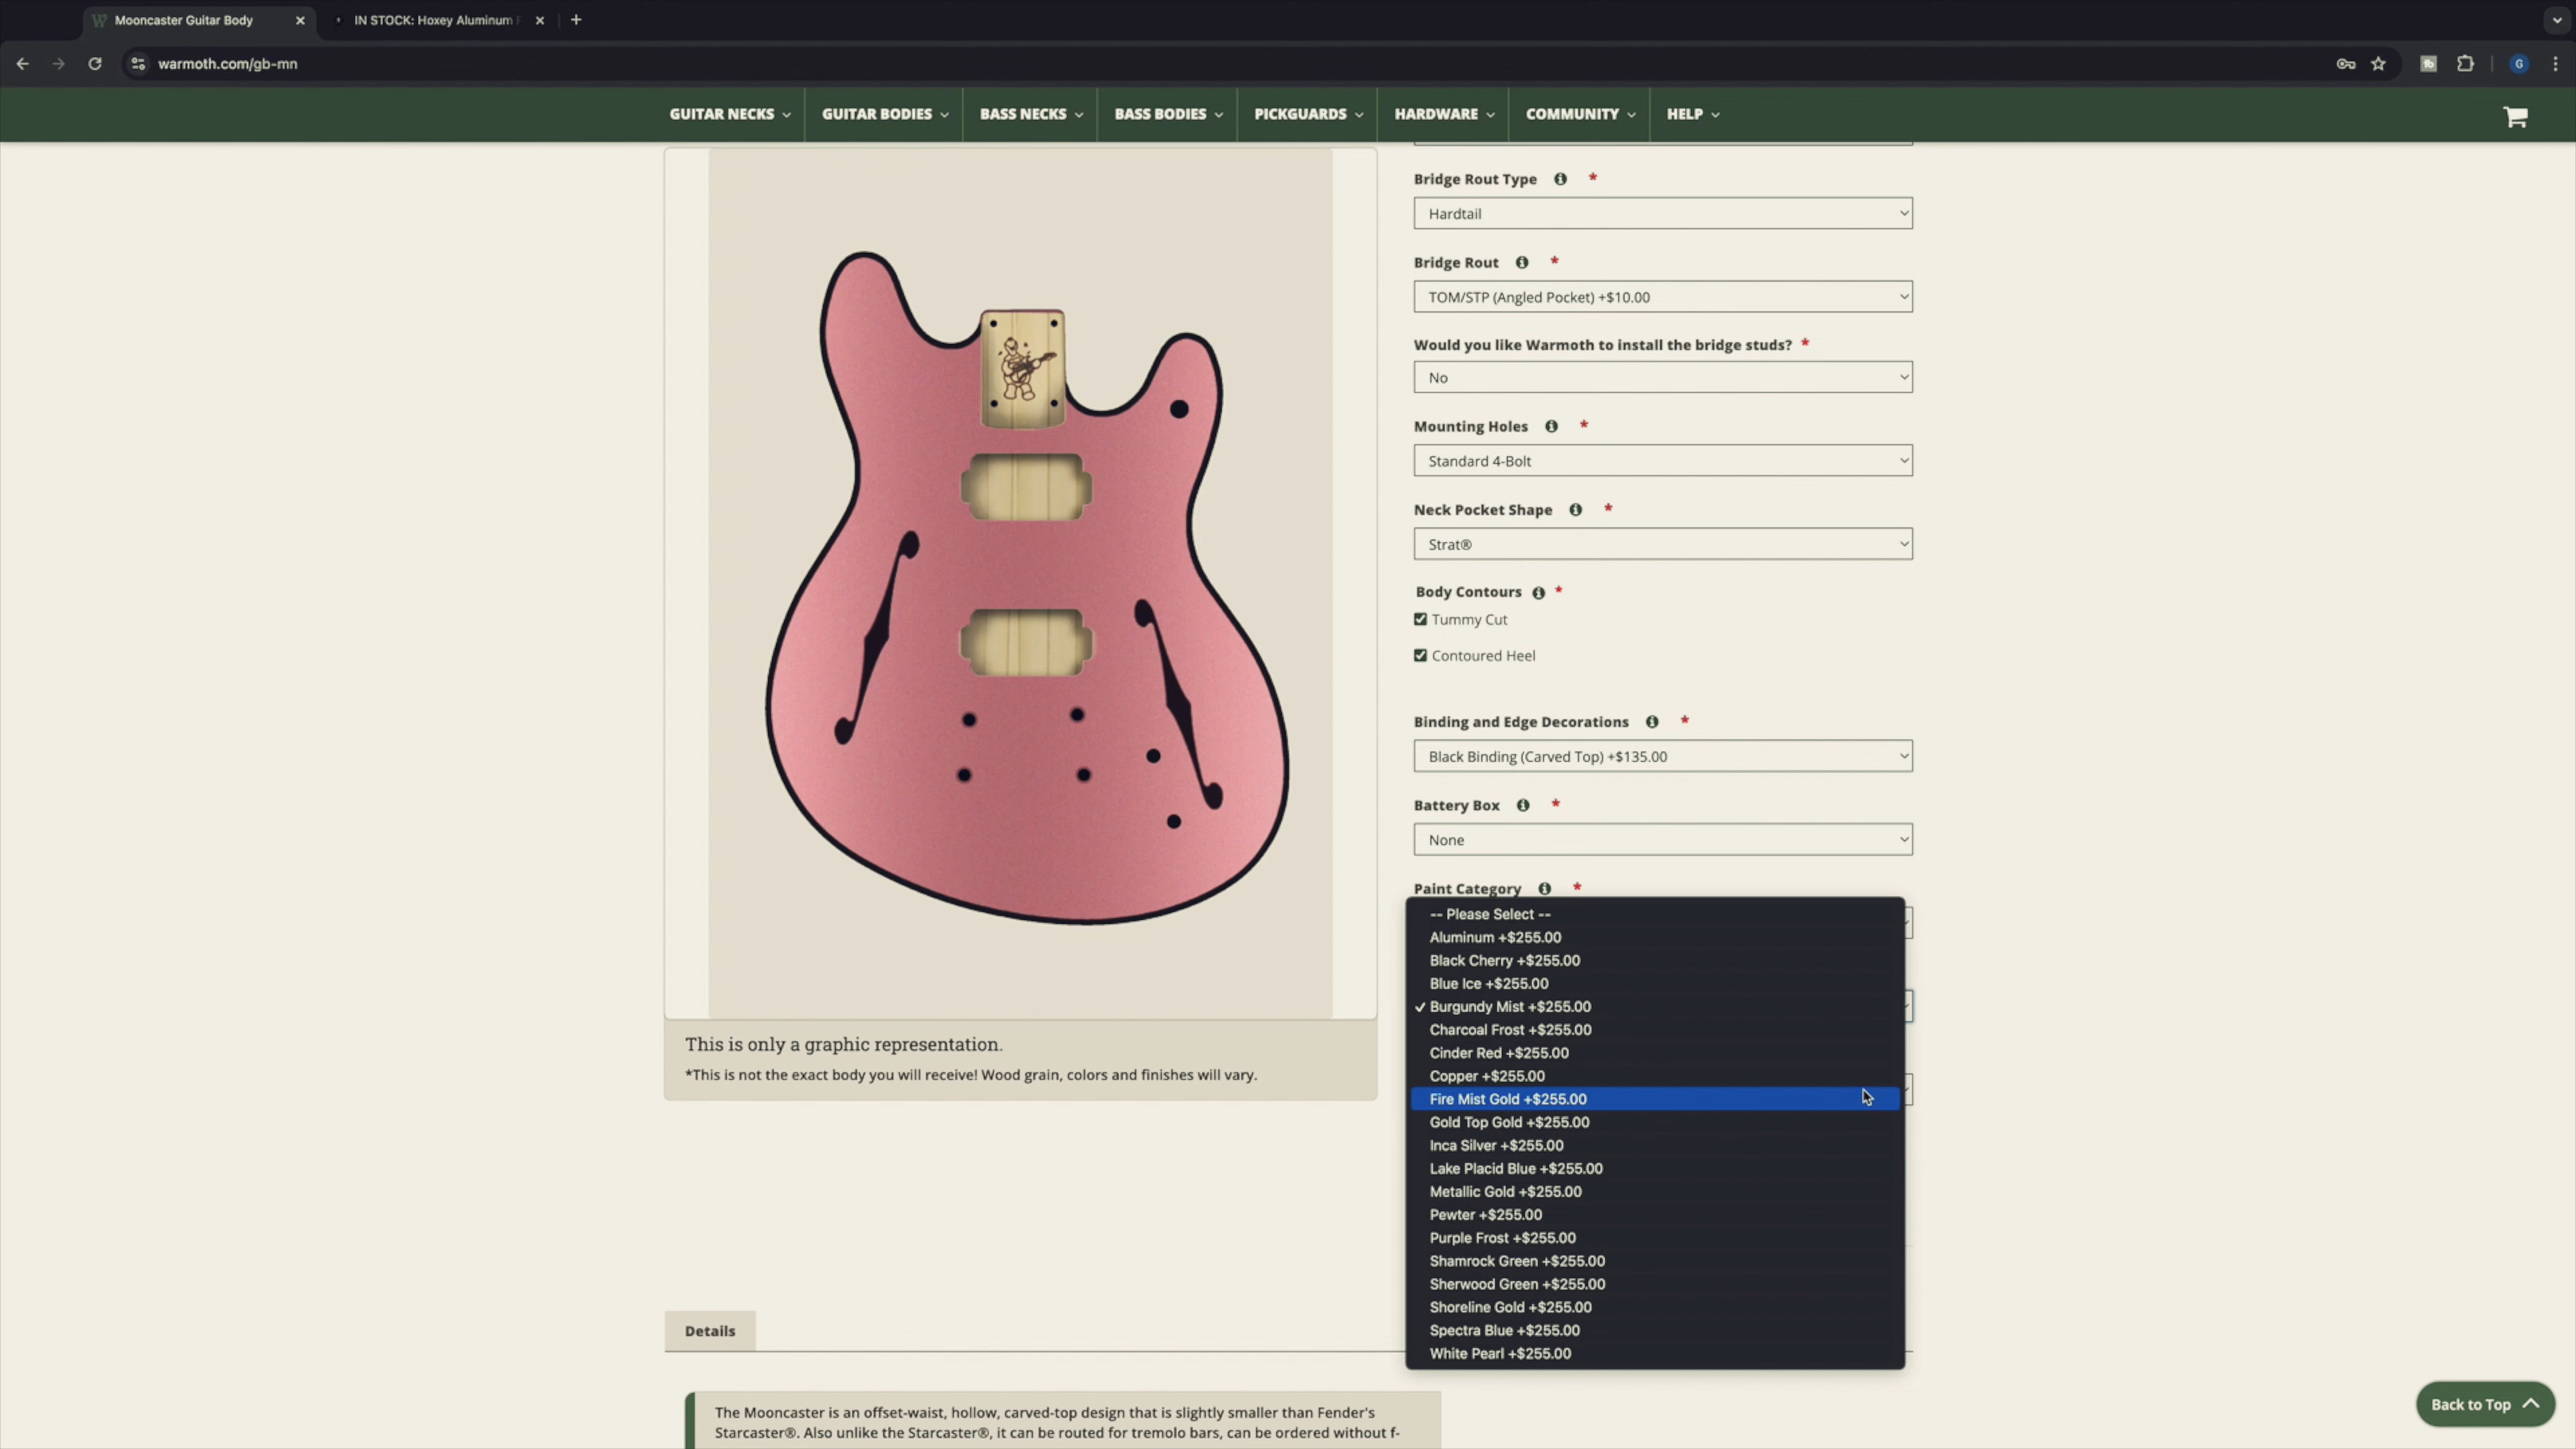 Mooncaster Guitar Body
IN STOCK: Hoxey Aluminum F
warmoth.com/gb-mn
G
GUITAR NECKS
GUITAR BODIES
BASS NECKS
BASS BODIES
PICKGUARDS
HARDWARE
COMMUNITY
HELP
Bridge Rout Type *
Hardtail
Bridge Rout *
TOM/STP (Angled Pocket) +$10.00
Would you like Warmoth to install the bridge studs? *
No
Mounting Holes *
Standard 4-Bolt
Neck Pocket Shape *
Strat®
Body Contours *
Tummy Cut
Contoured Heel
Binding and Edge Decorations *
Black Binding (Carved Top) +$135.00
Battery Box *
None
Paint Category *
-- Please Select --
Aluminum +$255.00
Black Cherry +$255.00
Blue Ice +$255.00
✓ Burgundy Mist +$255.00
Charcoal Frost +$255.00
Cinder Red +$255.00
Copper +$255.00
Fire Mist Gold +$255.00
Gold Top Gold +$255.00
Inca Silver +$255.00
Lake Placid Blue +$255.00
Metallic Gold +$255.00
Pewter +$255.00
Purple Frost +$255.00
Shamrock Green +$255.00
Sherwood Green +$255.00
Shoreline Gold +$255.00
Spectra Blue +$255.00
White Pearl +$255.00
This is only a graphic representation.
*This is not the exact body you will receive! Wood grain, colors and finishes will vary.
Details
The Mooncaster is an offset-waist, hollow, carved-top design that is slightly smaller than Fender's
Starcaster®. Also unlike the Starcaster®, it can be routed for tremolo bars, can be ordered without f-
Back to Top